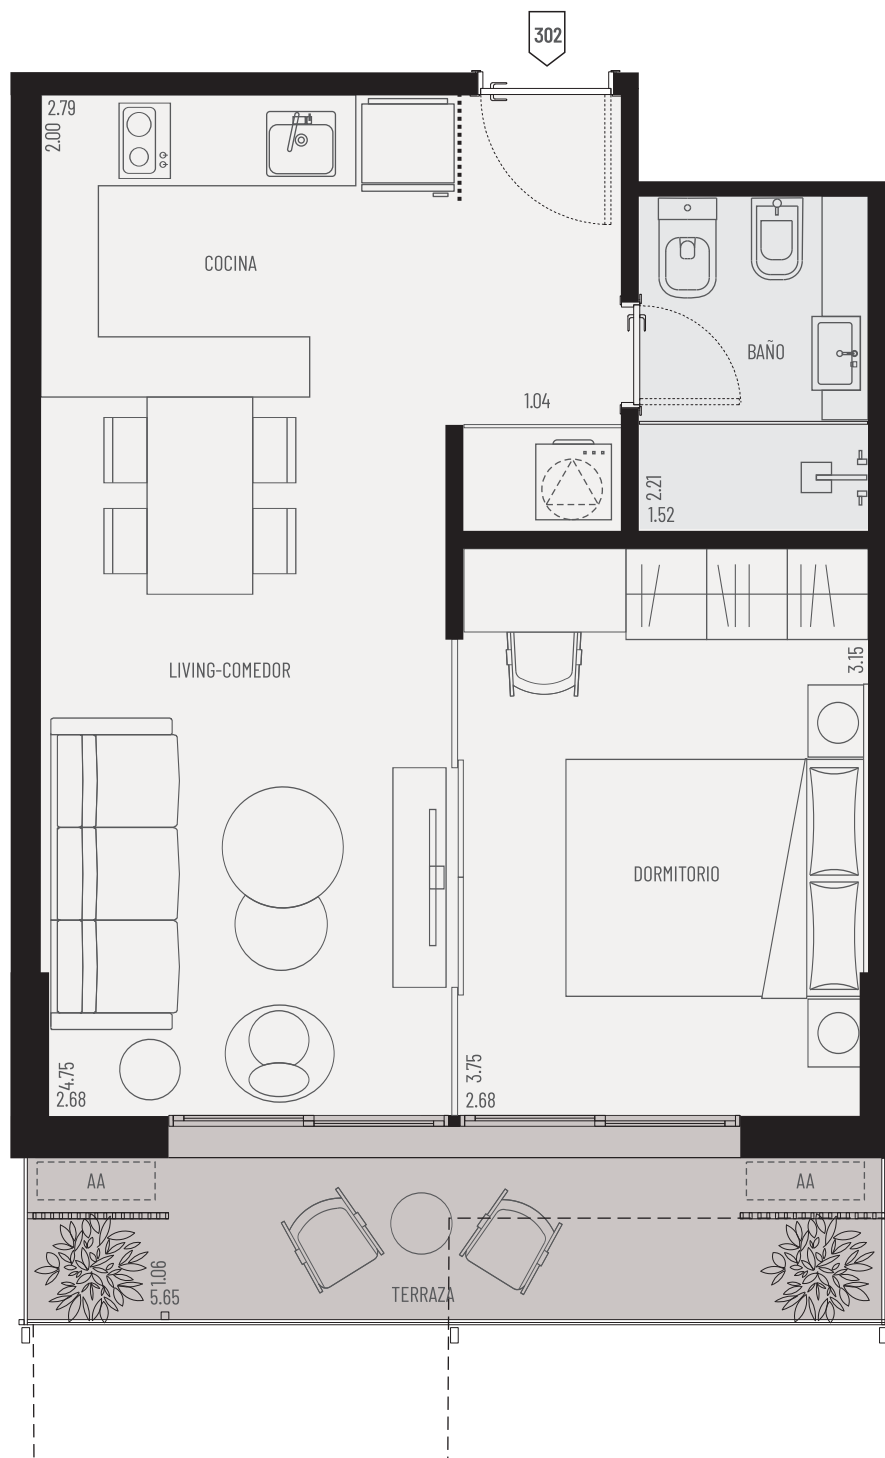 302
2.79
2.00
COCINA
BAÑO
1.04
2.21
1.52
LIVING-COMEDOR
3.15
DORMITORIO
4.75
2.68
3.75
2.68
AA
AA
1.06
5.65
TERRAZA